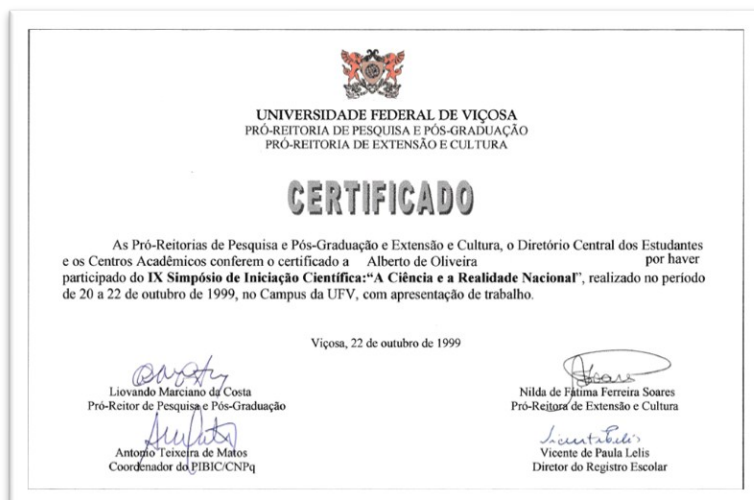 UNIVERSIDADE FEDERAL DE VIÇOSA
PRÓ-REITORIA DE PESQUISA E PÓS-GRADUAÇÃO
PRÓ-REITORIA DE EXTENSÃO E CULTURA
CERTIFICADO
As Pró-Reitorias de Pesquisa e Pós-Graduação e Extensão e Cultura, o Diretório Central dos Estudantes
e os Centros Acadêmicos conferem o certificado a Alberto de Oliveira por haver
participado do IX Simpósio de Iniciação Científica:“A Ciência e a Realidade Nacional”, realizado no período
de 20 a 22 de outubro de 1999, no Campus da UFV, com apresentação de trabalho.
Viçosa, 22 de outubro de 1999
Liovando Marciano da Costa
Pró-Reitor de Pesquisa e Pós-Graduação
Nilda de Fátima Ferreira Soares
Pró-Reitora de Extensão e Cultura
Antonio Teixeira de Matos
Coordenador do PIBIC/CNPq
Vicente de Paula Lelis
Diretor do Registro Escolar